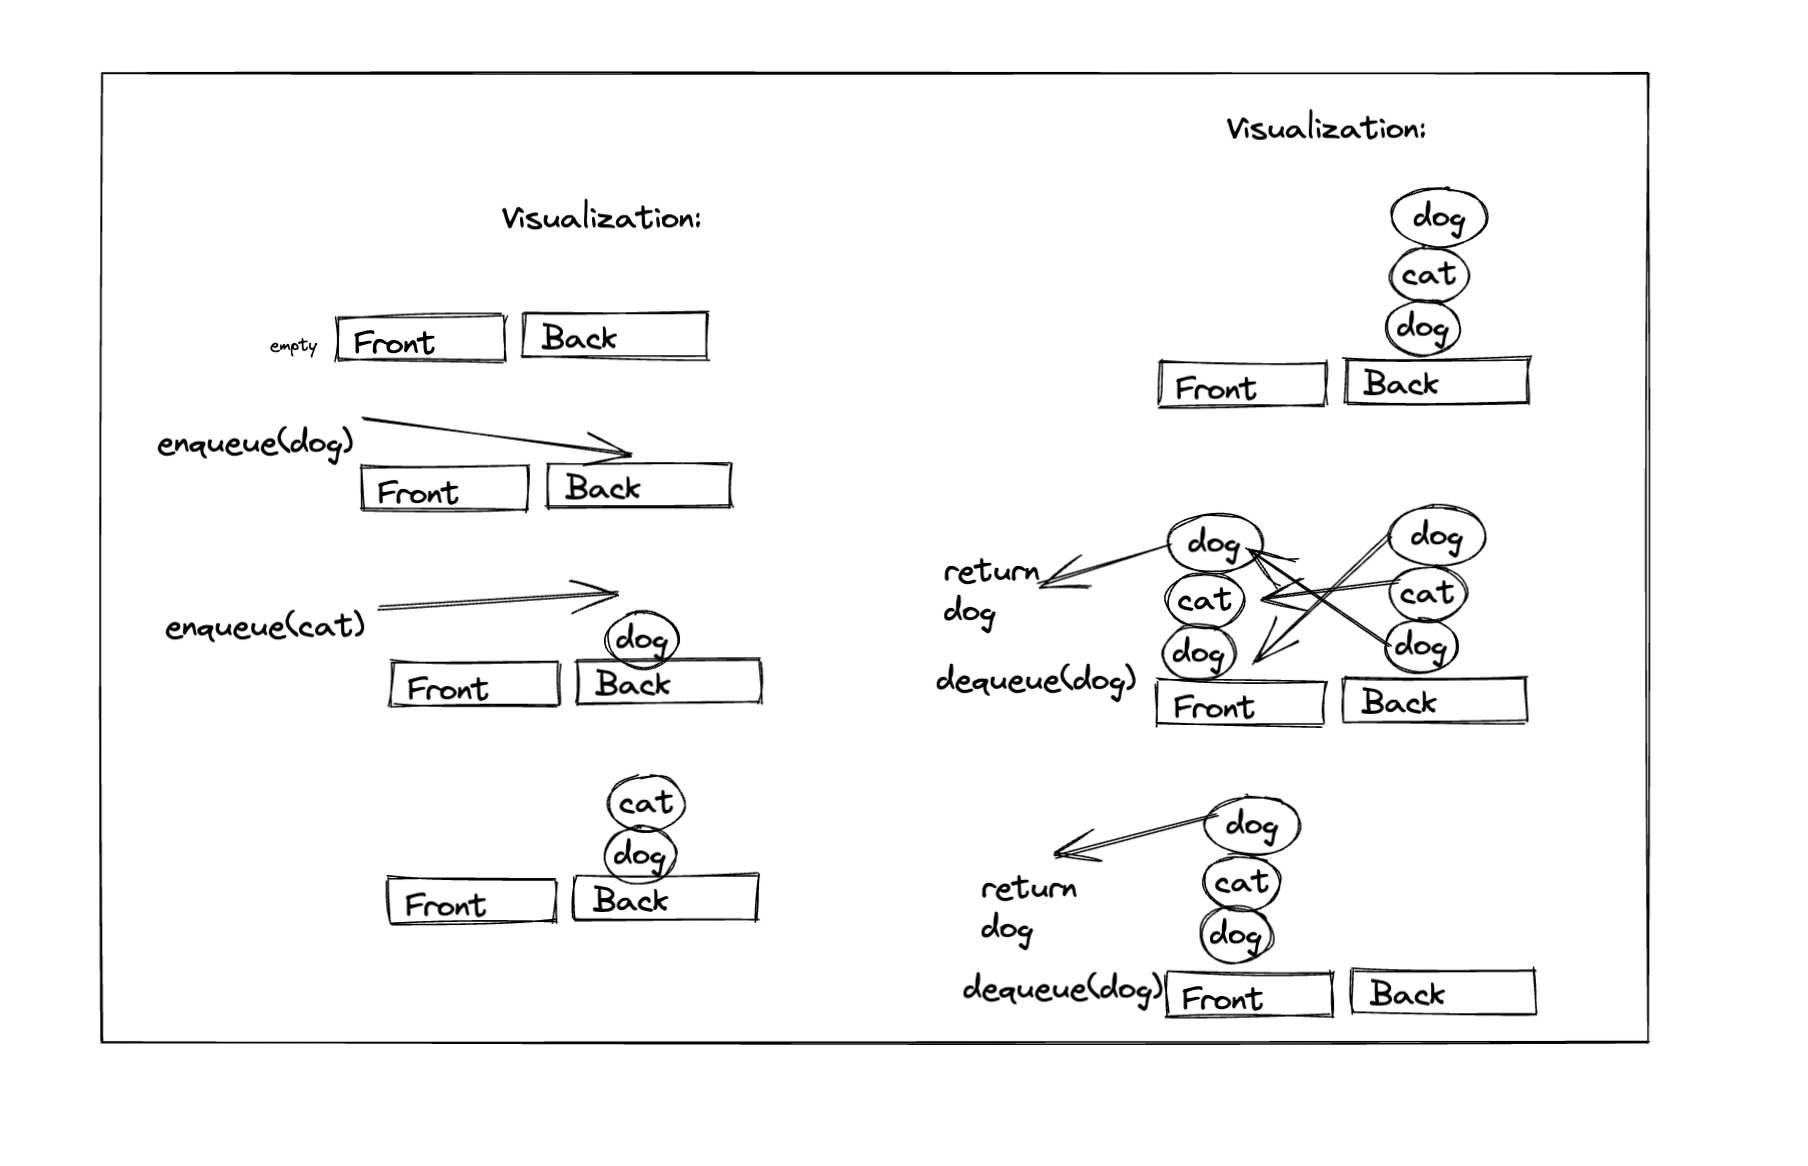 Visualization:
empty
Front
Back
enqueue(dog)
Front
Back
enqueue(cat)
dog
Front
Back
cat
dog
Front
Back
Visualization:
dog
cat
dog
Front
Back
dog
dog
return
cat
cat
dog
dog
dog
dequeue(dog)
Front
Back
dog
return
cat
dog
dog
dequeue(dog)
Front
Back